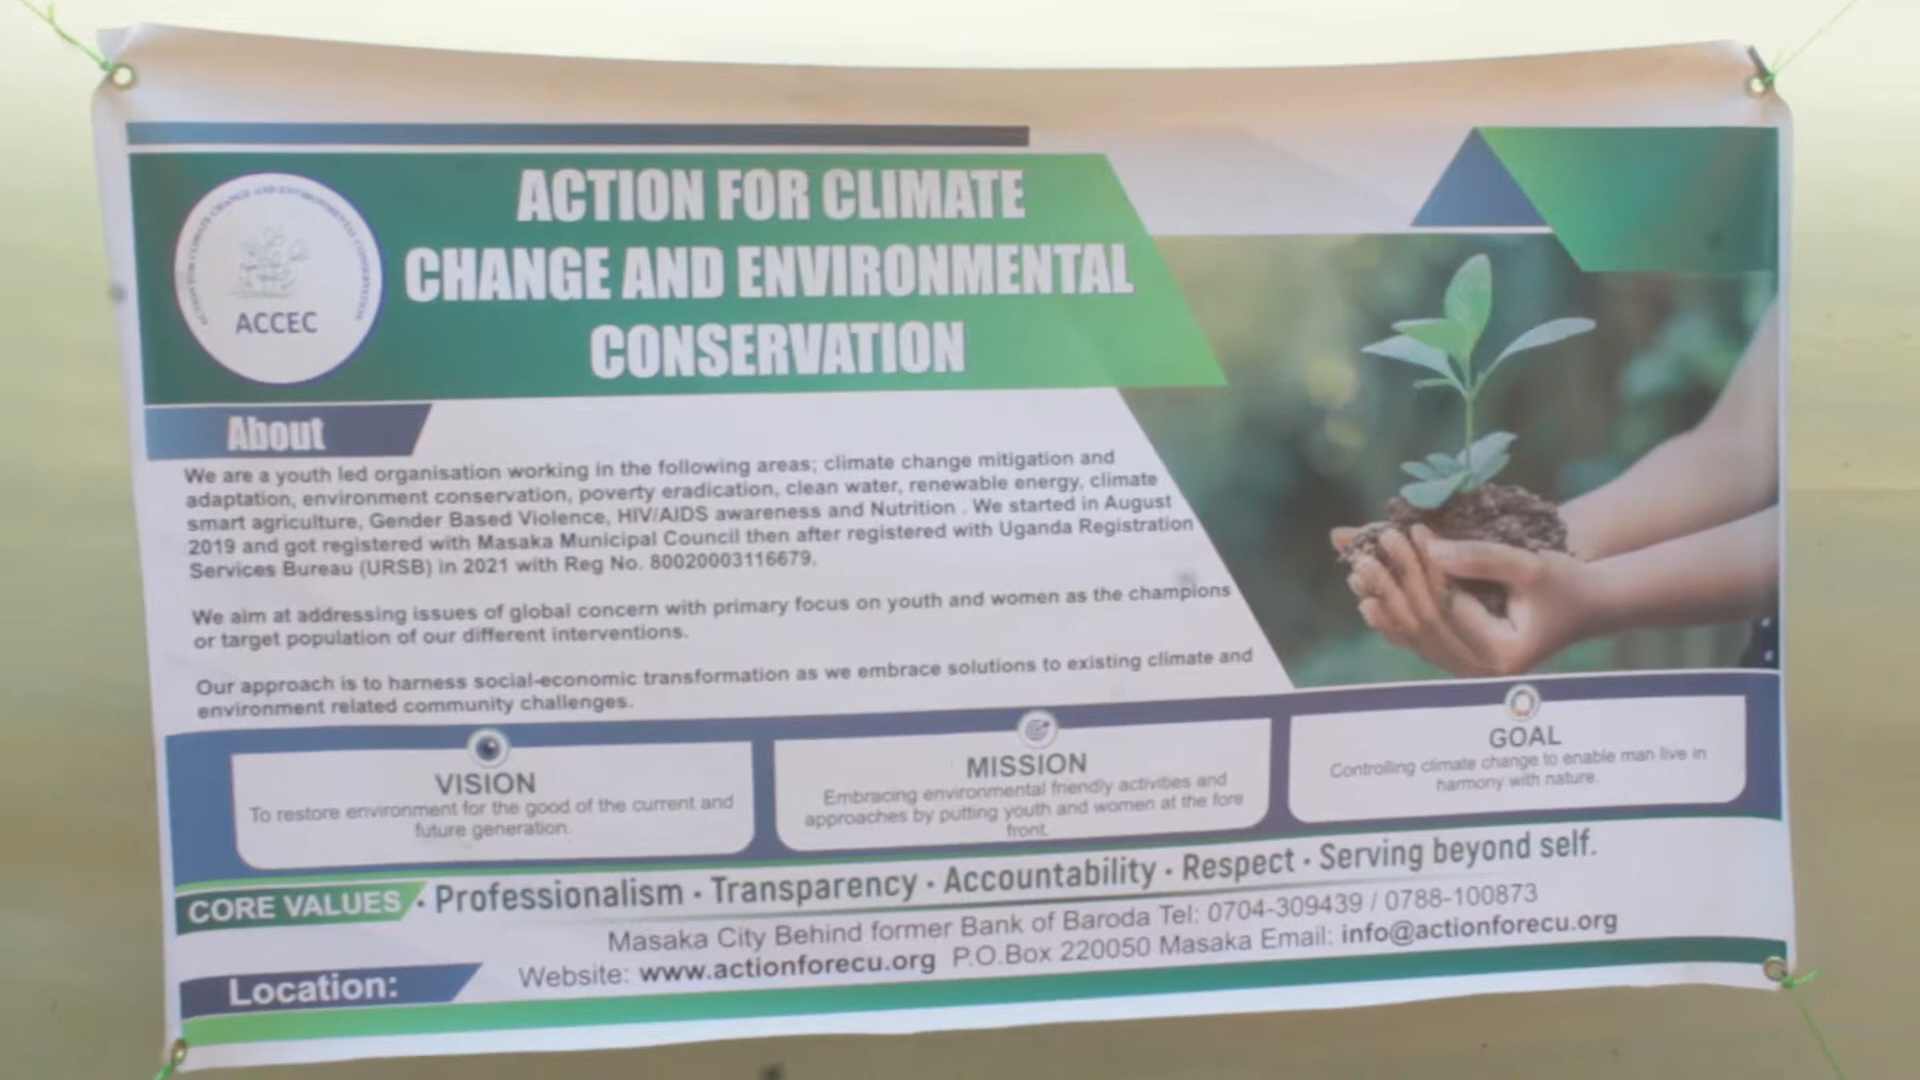 ACTION FOR CLIMATE
CHANGE AND ENVIRONMENTAL
CONSERVATION
ACTION FOR CLIMATE CHANGE AND ENVIRONMENTAL CONSERVATION
ACCEC
About
We are a youth led organisation working in the following areas; climate change mitigation and
adaptation, environment conservation, poverty eradication, clean water, renewable energy, climate
smart agriculture, Gender Based Violence, HIV/AIDS awareness and Nutrition . We started in August
2019 and got registered with Masaka Municipal Council then after registered with Uganda Registration
Services Bureau (URSB) in 2021 with Reg No. 80020003116679.
We aim at addressing issues of global concern with primary focus on youth and women as the champions
or target population of our different interventions.
Our approach is to harness social-economic transformation as we embrace solutions to existing climate and
environment related community challenges.
VISION
To restore environment for the good of the current and
future generation.
MISSION
Embracing environmental friendly activities and
approaches by putting youth and women at the fore
front.
GOAL
Controlling climate change to enable man live in
harmony with nature.
CORE VALUES · Professionalism · Transparency · Accountability · Respect · Serving beyond self.
Location:
Masaka City Behind former Bank of Baroda Tel: 0704-309439 / 0788-100873
Website: www.actionforecu.org P.O.Box 220050 Masaka Email: info@actionforecu.org